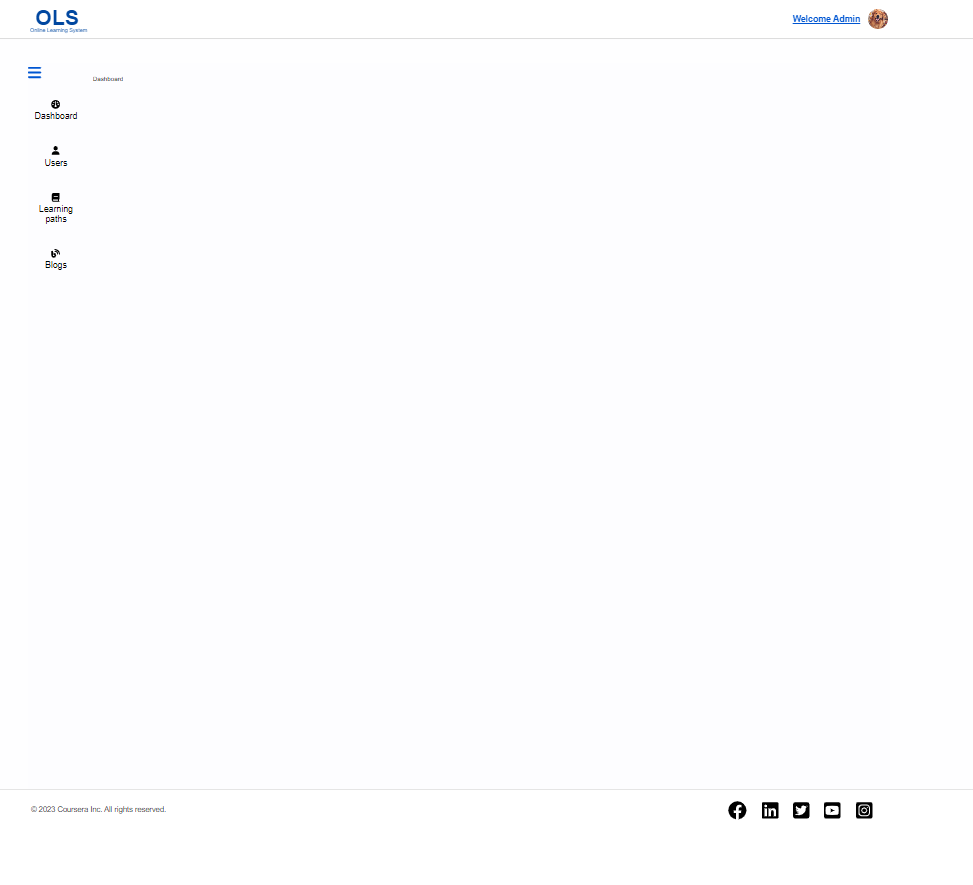 OLS
Online Learning System
Welcome Admin
Dashboard
Dashboard
Users
Learning
paths
Blogs
© 2023 Coursera Inc. All rights reserved.